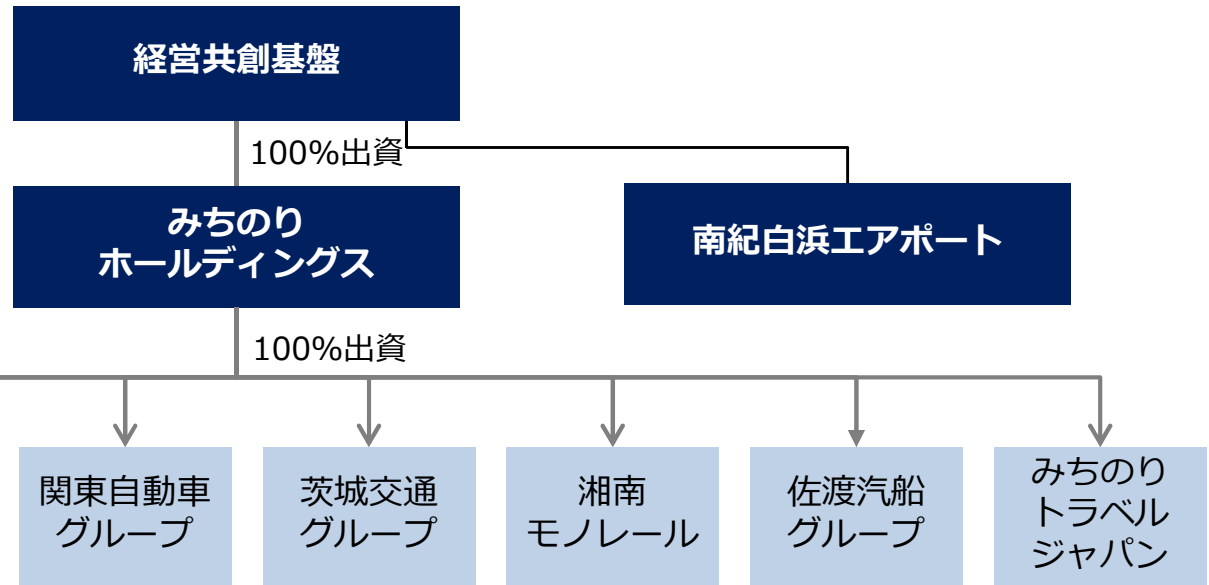 経営共創基盤
100%出資
みちのり
ホールディングス
南紀白浜エアポート
100%出資
関東自動車
グループ
茨城交通
グループ
湘南
モノレール
佐渡汽船
グループ
みちのり
トラベル
ジャパン